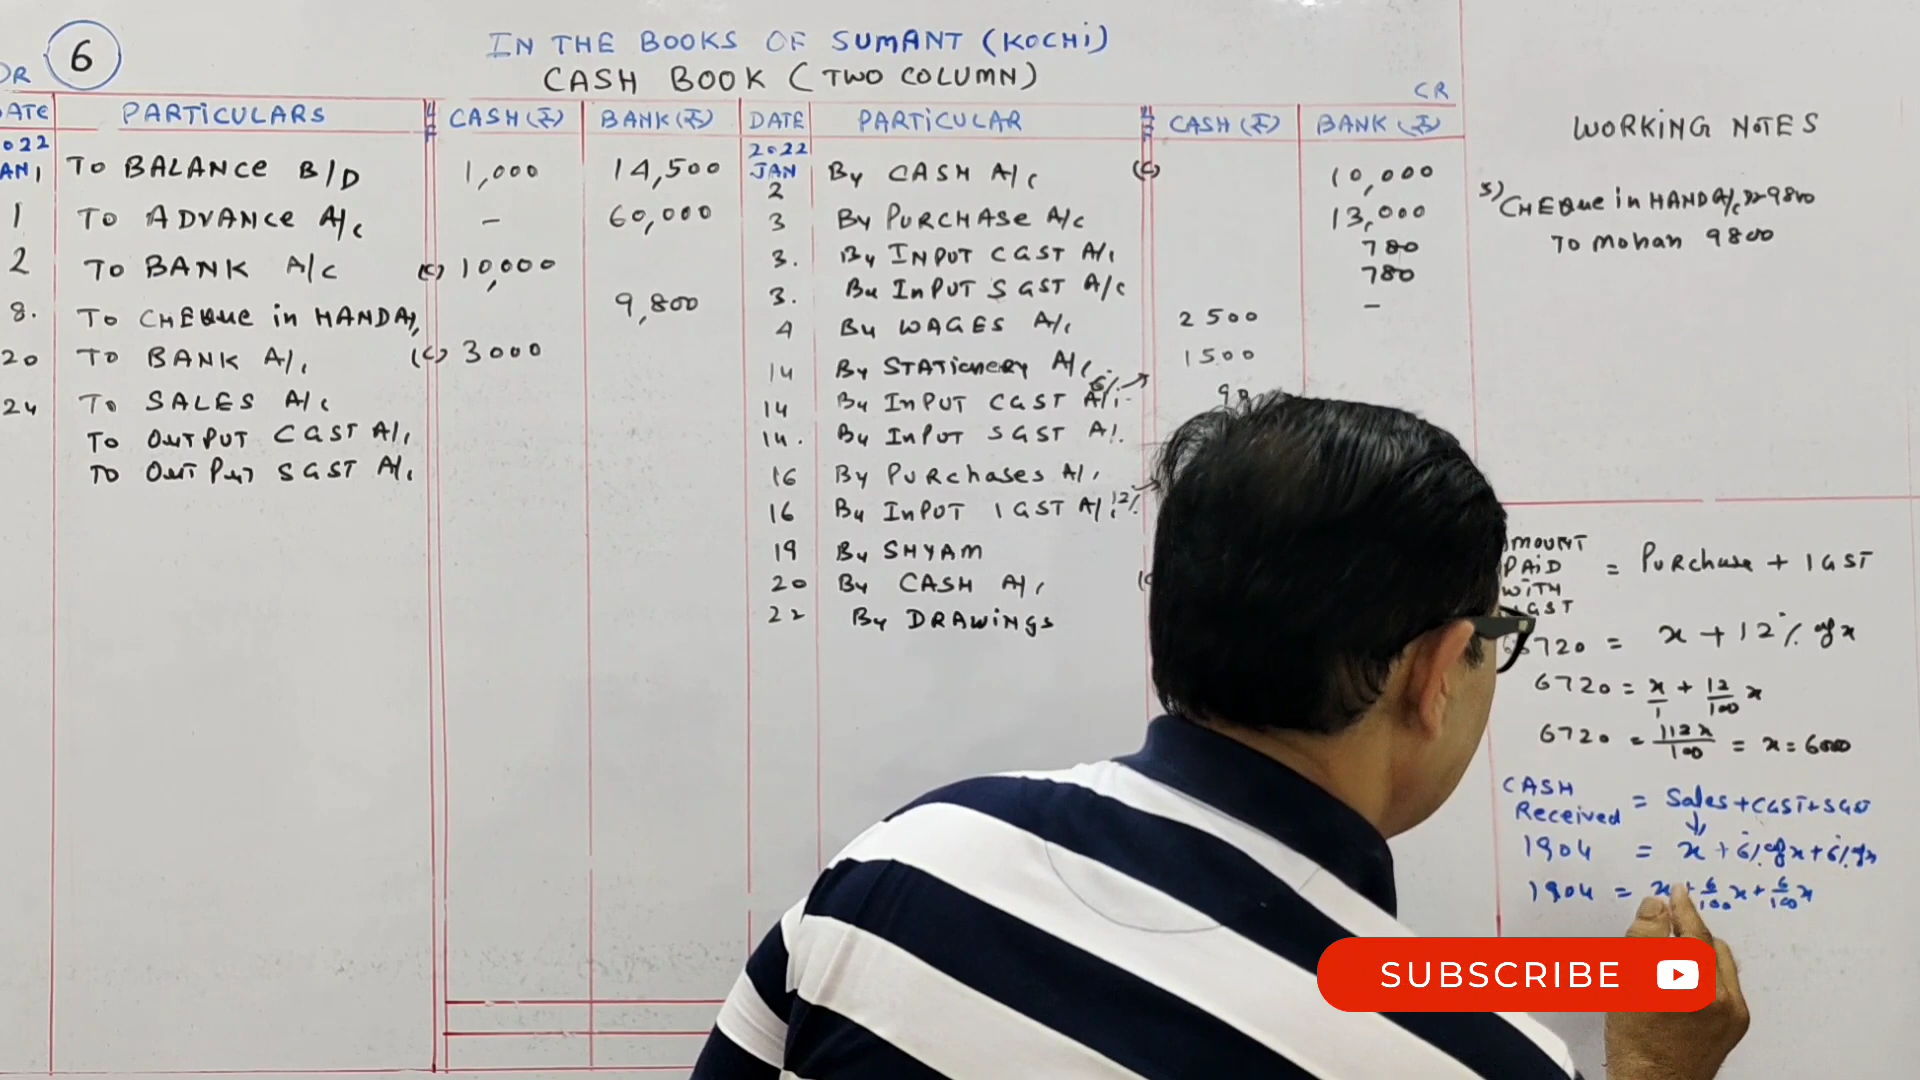 6
IN THE BOOKS OF SUMANT (KOCHI)
CASH BOOK (TWO COLUMN)
DR
CR
DATE PARTICULARS L/F CASH (₹) BANK (₹) DATE PARTICULAR L/F CASH (₹) BANK (₹)
2022
JAN 1 TO BALANCE B/D 1,000 14,500
1 TO ADVANCE A/c - 60,000
2 TO BANK A/C (C) 10,000
8. TO CHEQue in HAND A/c 9,800
20 TO BANK A/c (C) 3000
24 TO SALES A/c
TO OUTPUT CGST A/c
TO OUTPUT SGST A/c
2022
JAN
2 By CASH A/c (C) 10,000
3 By PURCHASE A/c 13,000
3. By INPUT CGST A/c 780
3. By INPUT SGST A/c 780
4 By WAGES A/c 2500 -
14 By STATIONERY A/c 1500
14 By INPUT CGST A/c 6% 90
14. By INPUT SGST A/c
16 By PURchases A/c
16 By INPUT IGST A/c 12%
19 By SHYAM
20 By CASH A/c
22 By DRAWINGS
WORKING NOTES
5) CHEQue in HAND A/c Dr 9800
TO Mohan 9800
AMOUNT PAID WITH IGST = PURchase + IGST
6720 = x + 12% of x
6720 = x/1 + 12/100 x
6720 = 112x/100 = x = 6000
CASH Received = Sales + CGST + SGST
1904 = x + 6% of x + 6% of x
1904 = x + 6/100 x + 6/100 x
SUBSCRIBE